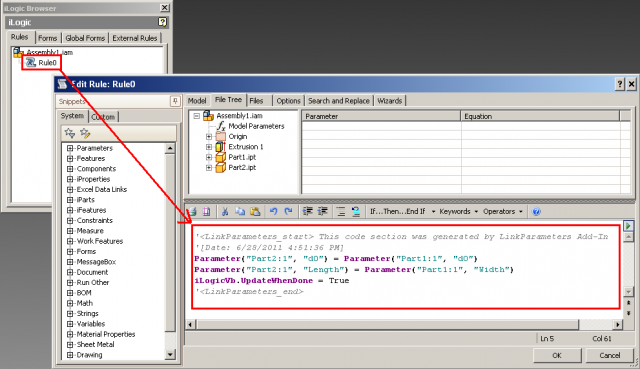 iLogic Browser
iLogic
Rules Forms Global Forms External Rules
Assembly1.iam
Rule0
Edit Rule: Rule0
Snippets
System Custom
Parameters
Features
Components
iProperties
Excel Data Links
iParts
iFeatures
Constraints
Measure
Work Features
Forms
MessageBox
Document
Run Other
BOM
Math
Strings
Variables
Material Properties
Sheet Metal
Drawing
Model File Tree Files Options Search and Replace Wizards
Assembly1.iam
Model Parameters
Origin
Extrusion 1
Part1.ipt
Part2.ipt
Parameter Equation
If...Then...End If Keywords Operators
'<LinkParameters_start> This code section was generated by LinkParameters Add-In
'[Date: 6/28/2011 4:51:36 PM]
Parameter("Part2:1", "d0") = Parameter("Part1:1", "d0")
Parameter("Part2:1", "Length") = Parameter("Part1:1", "Width")
iLogicVb.UpdateWhenDone = True
'<LinkParameters_end>
Ln 5 Col 61
OK Cancel